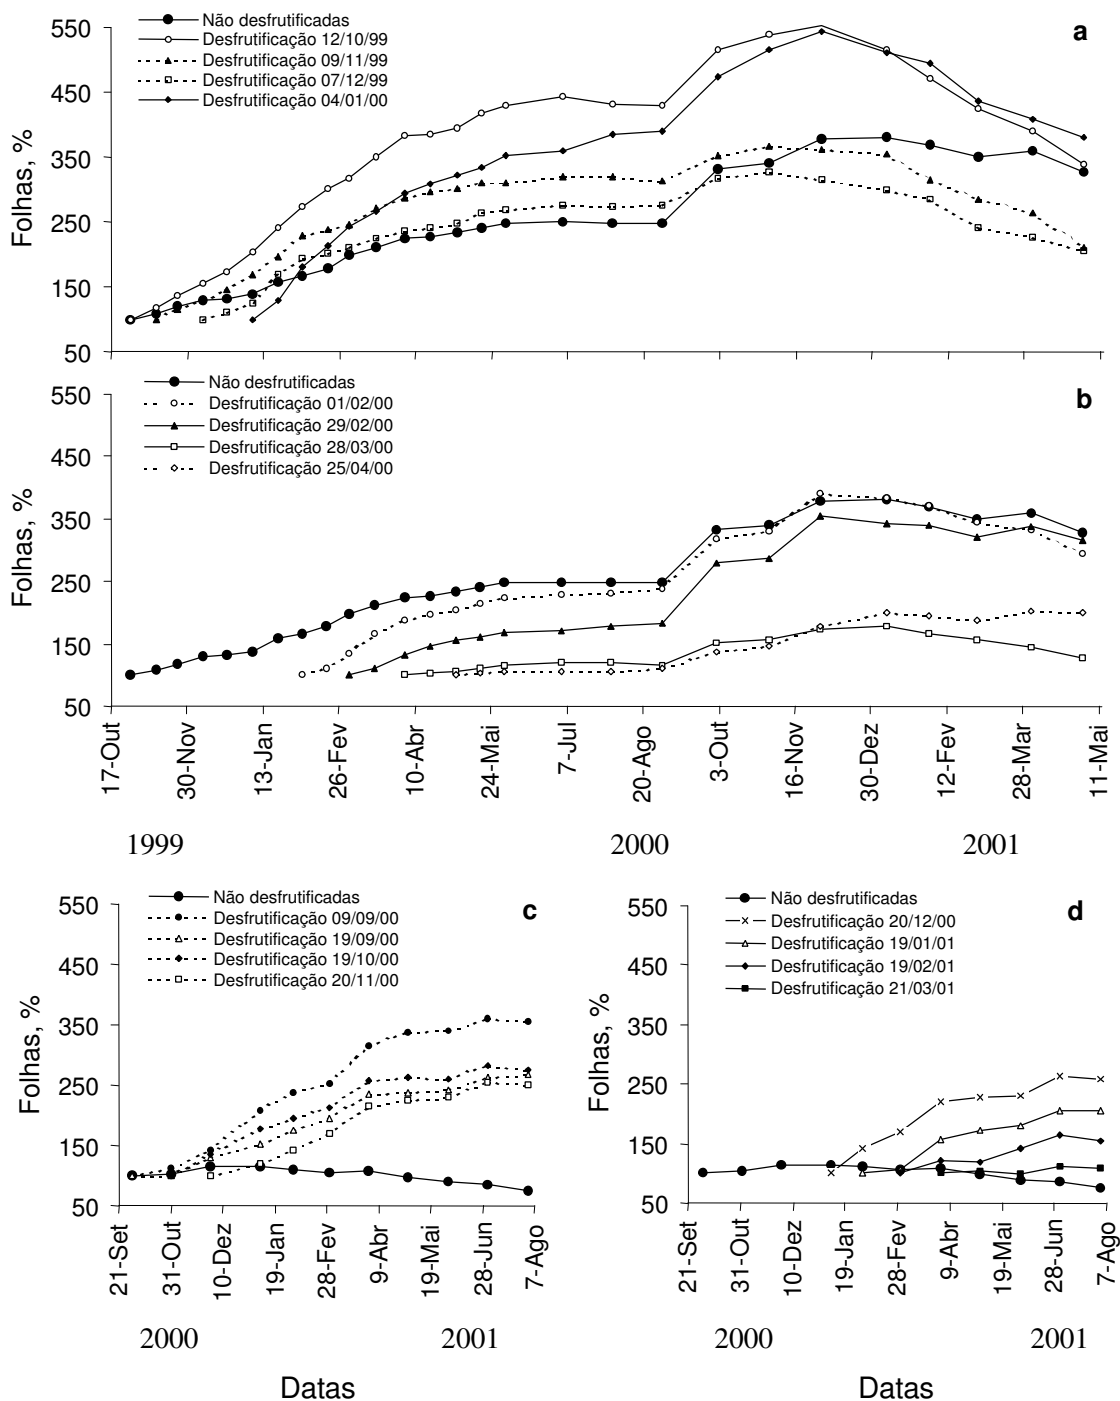 Não desfrutificadas
Desfrutificação 12/10/99
Desfrutificação 09/11/99
Desfrutificação 07/12/99
Desfrutificação 04/01/00
a
550
450
350
250
150
50
Folhas, %
Não desfrutificadas
Desfrutificação 01/02/00
Desfrutificação 29/02/00
Desfrutificação 28/03/00
Desfrutificação 25/04/00
b
550
450
350
250
150
50
Folhas, %
17-Out
30-Nov
13-Jan
26-Fev
10-Abr
24-Mai
7-Jul
20-Ago
3-Out
16-Nov
30-Dez
12-Fev
28-Mar
11-Mai
1999 2000 2001
Não desfrutificadas
Desfrutificação 09/09/00
Desfrutificação 19/09/00
Desfrutificação 19/10/00
Desfrutificação 20/11/00
c
550
450
350
250
150
50
Folhas, %
21-Set
31-Out
10-Dez
19-Jan
28-Fev
9-Abr
19-Mai
28-Jun
7-Ago
2000 2001
Datas
Não desfrutificadas
Desfrutificação 20/12/00
Desfrutificação 19/01/01
Desfrutificação 19/02/01
Desfrutificação 21/03/01
d
550
450
350
250
150
50
Folhas, %
21-Set
31-Out
10-Dez
19-Jan
28-Fev
9-Abr
19-Mai
28-Jun
7-Ago
2000 2001
Datas